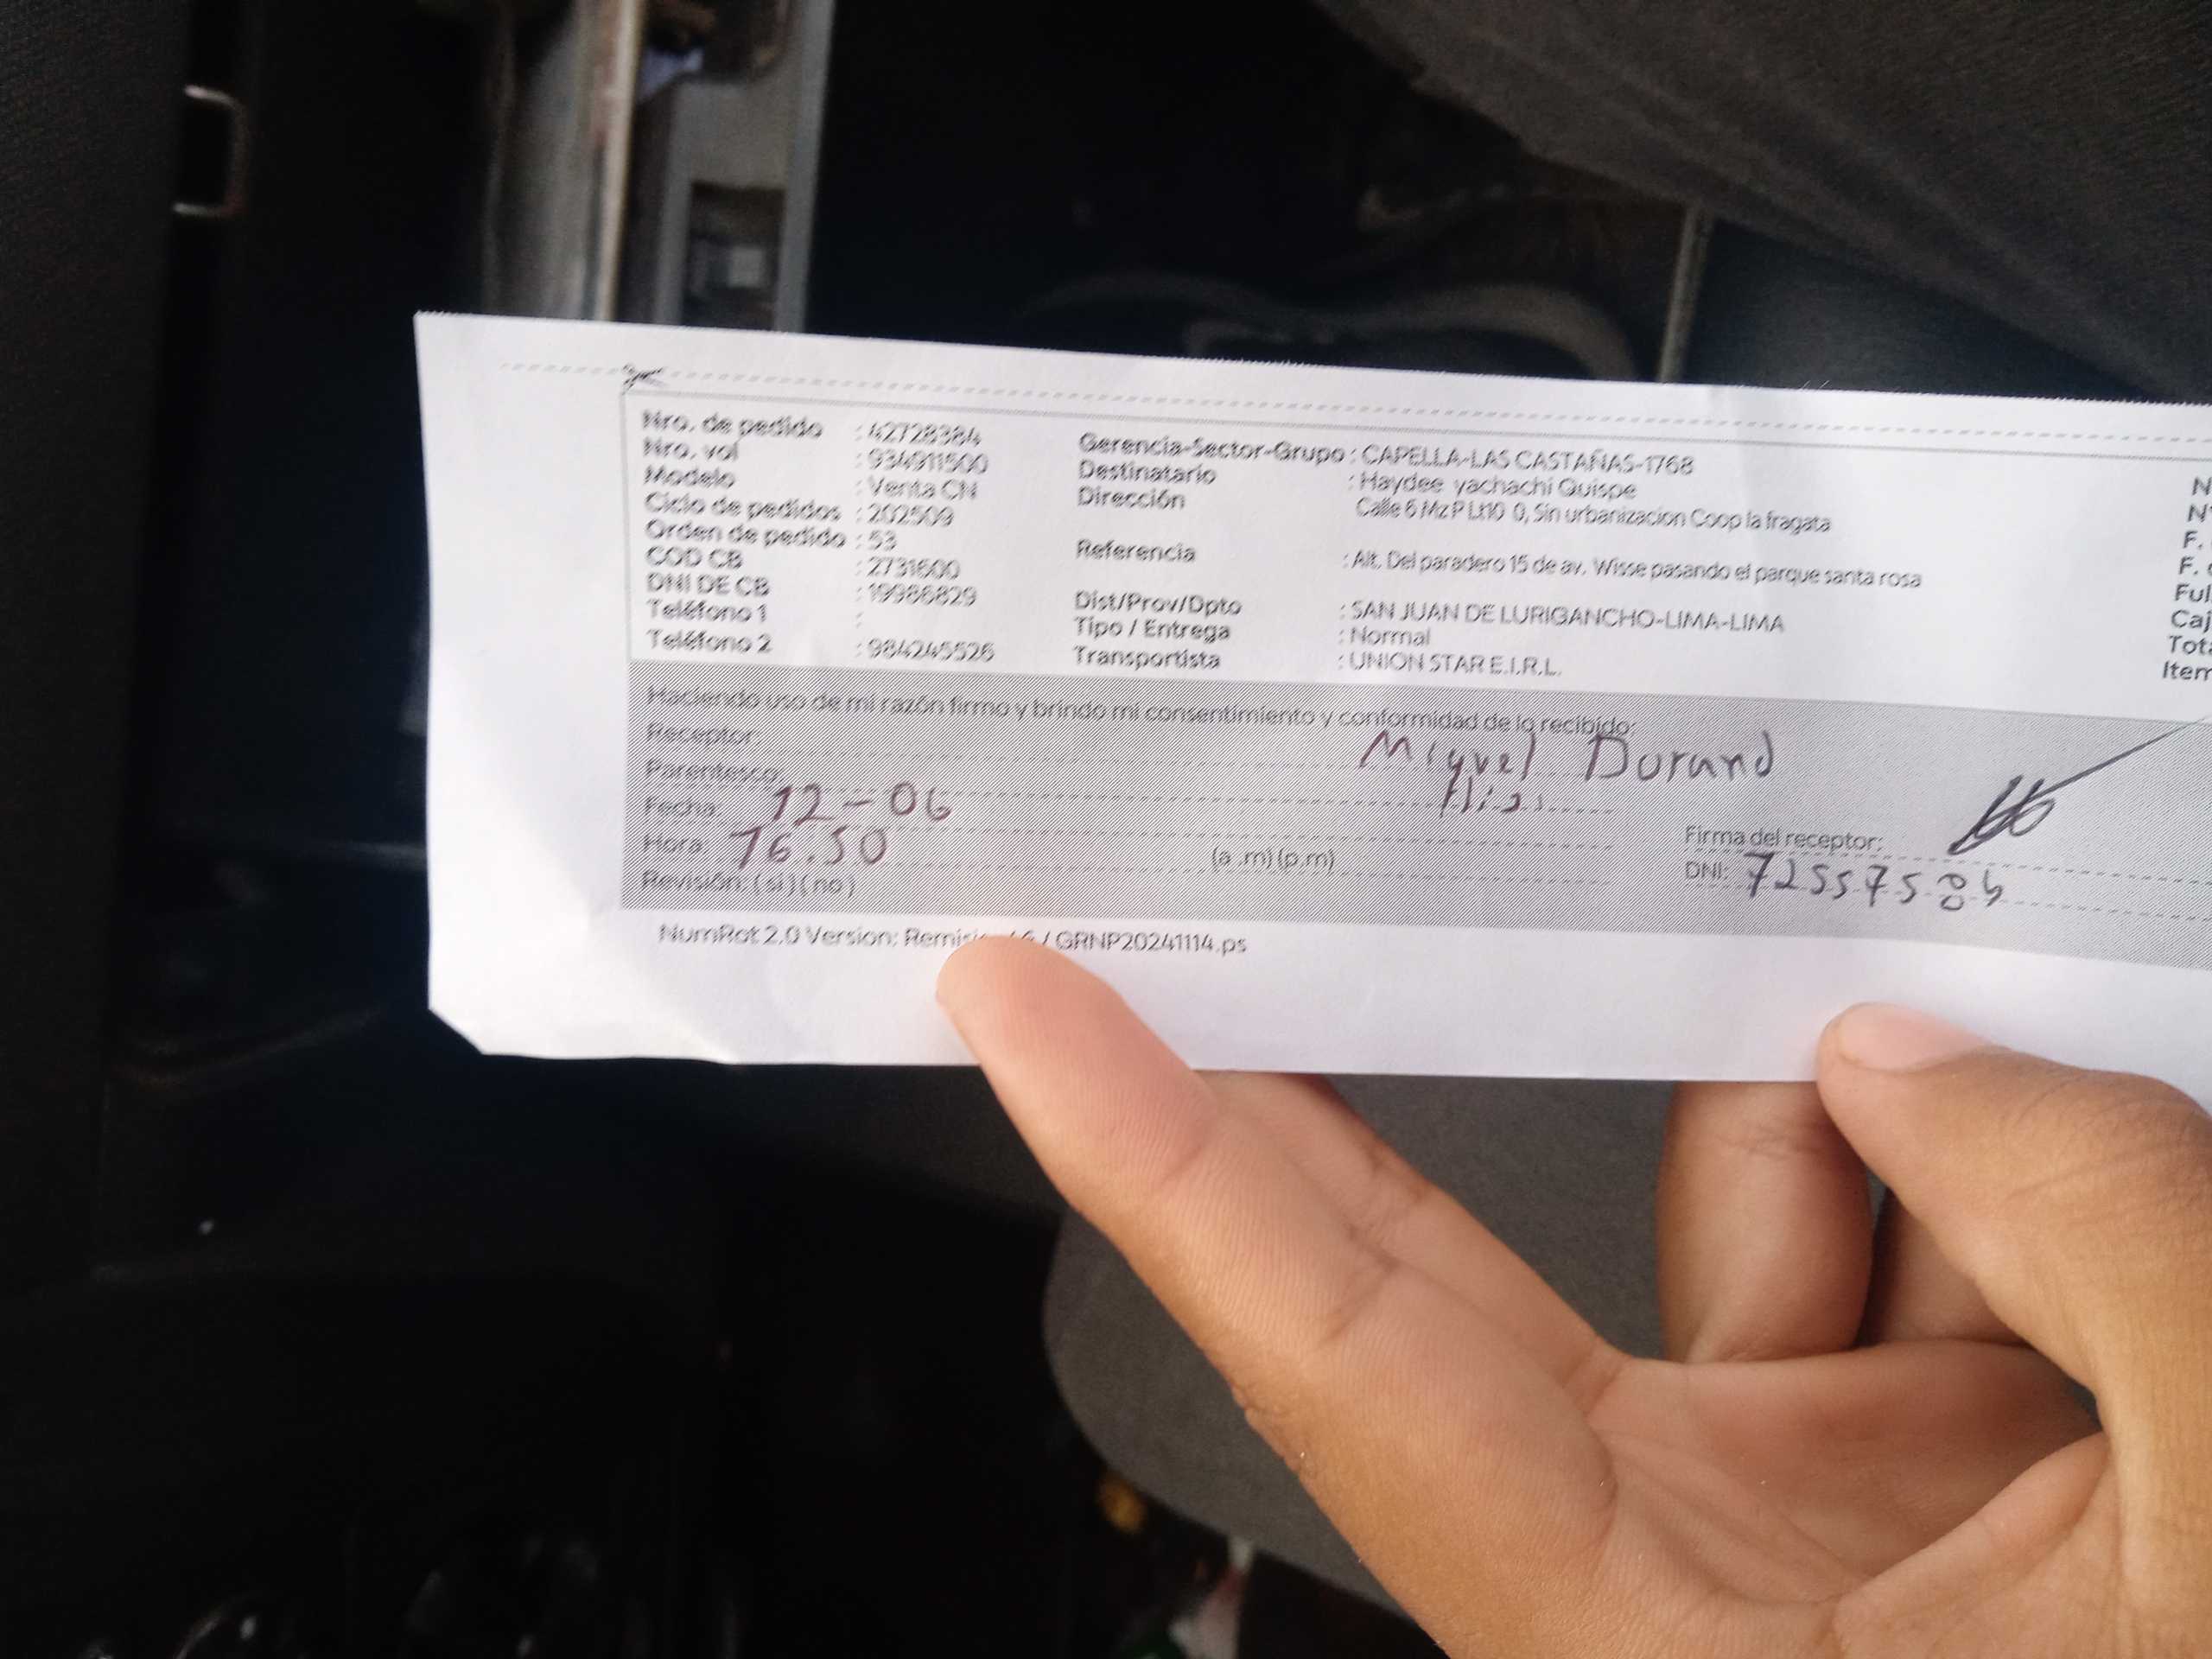 Nro. de pedido : 427283814
Nro. vol : 934911500
Modelo : Venta CN
Ciclo de pedidos : 202509
Orden de pedido : 53
COD CB : 2731600
DNI DE CB : 19986829
Teléfono 1 :
Teléfono 2 : 984245526
Gerencia-Sector-Grupo : CAPELLA-LAS CASTAÑAS-1768
Destinatario : Haydee yachachi Quispe
Dirección Calle 6 Mz P Lt10 0, Sin urbanizacion Coop la fragata
Referencia : Alt. Del paradero 15 de av. Wisse pasando el parque santa rosa
Dist/Prov/Dpto : SAN JUAN DE LURIGANCHO-LIMA-LIMA
Tipo / Entrega : Normal
Transportista : UNION STAR E.I.R.L.
N
N°
F.
F.
Ful
Caj
Tot
Item
Haciendo uso de mi razón firmo y brindo mi consentimiento y conformidad de lo recibido:
Receptor: Miguel Durand
Parentesco:
Fecha: 12-06
Hora: 16.50 (a .m) (p.m)
Revisión: ( si ) ( no )
Firma del receptor:
DNI:
NumRot 2.0 Version: / GRNP20241114.ps